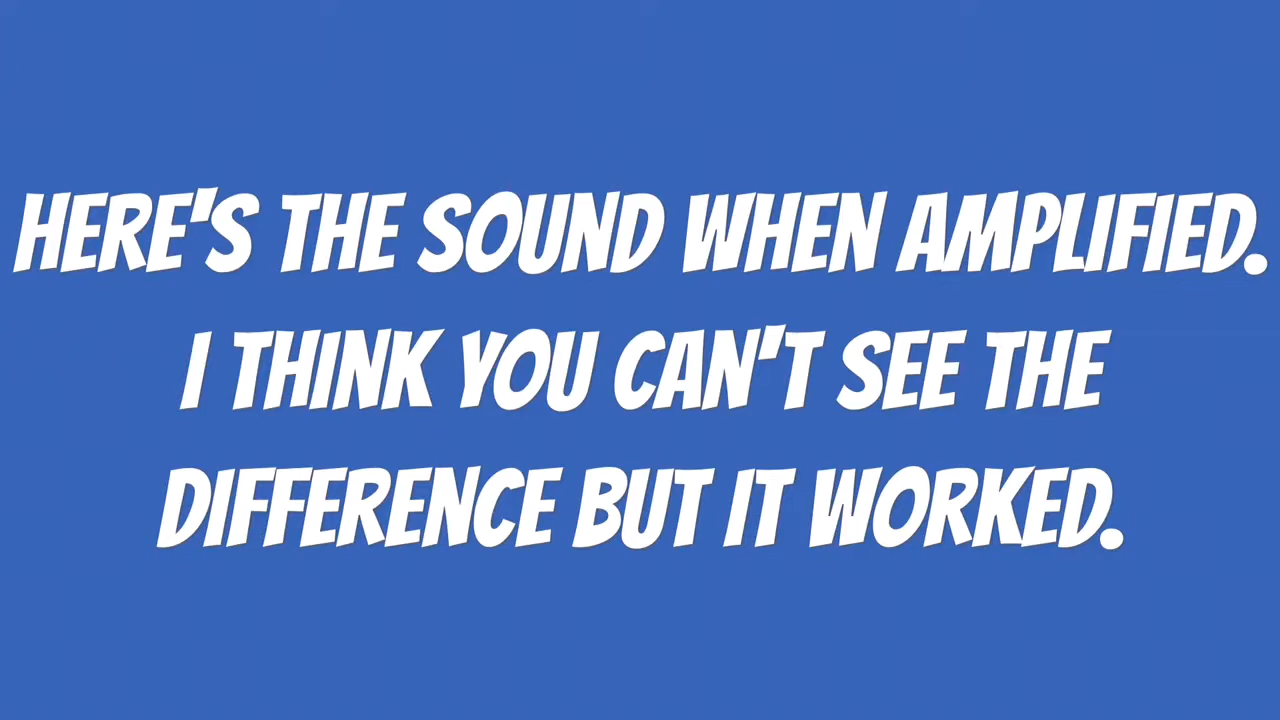 HERE'S THE SOUND WHEN AMPLIFIED.
I THINK YOU CAN'T SEE THE
DIFFERENCE BUT IT WORKED.